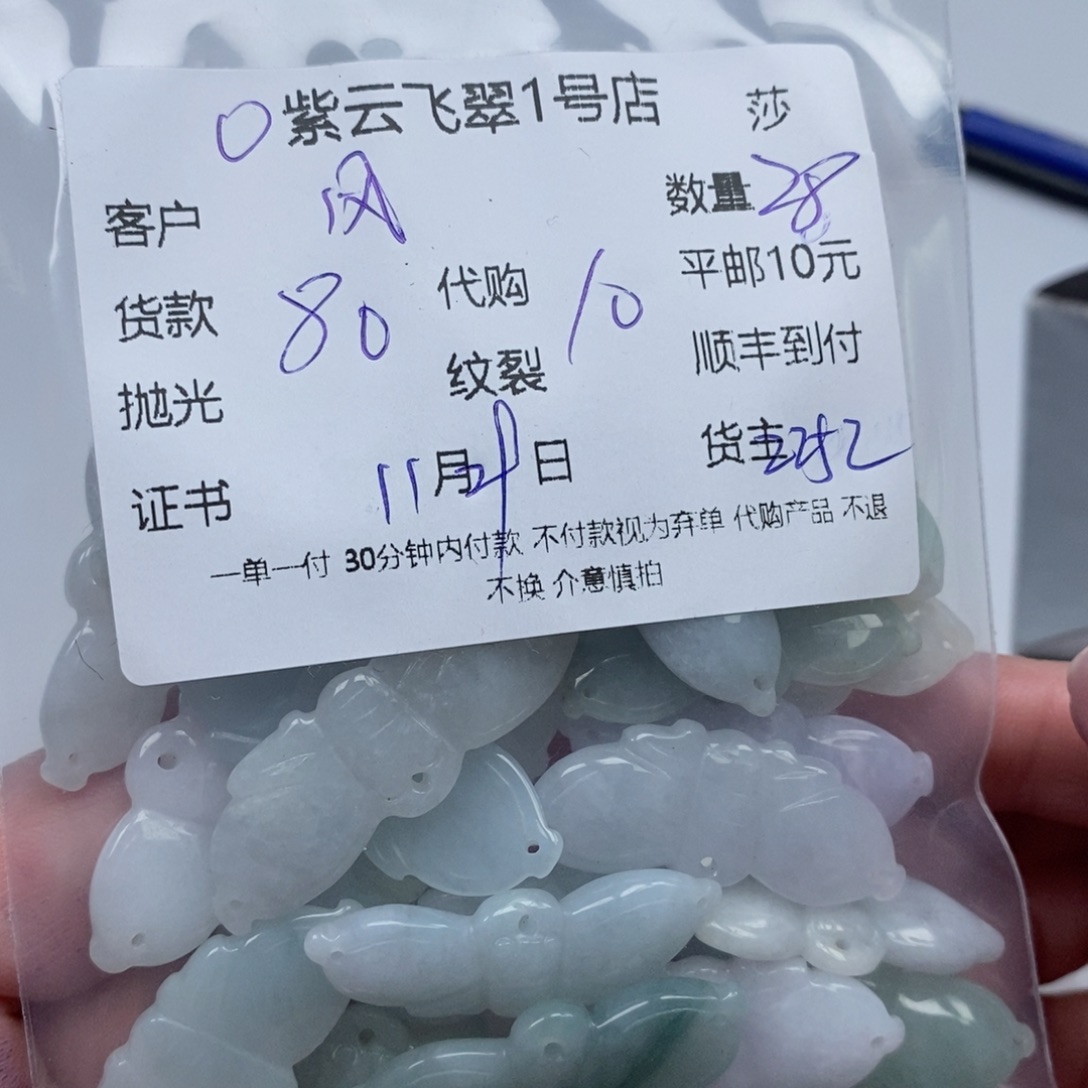 紫云飞翠1号店 莎
客户 风 数量 28
货款 80 代购 10 平邮10元
抛光 纹裂 顺丰到付
证书 11月29日 货主 2252
一单一付 30分钟内付款 不付款视为弃单 代购产品 不退
不换 介意慎拍